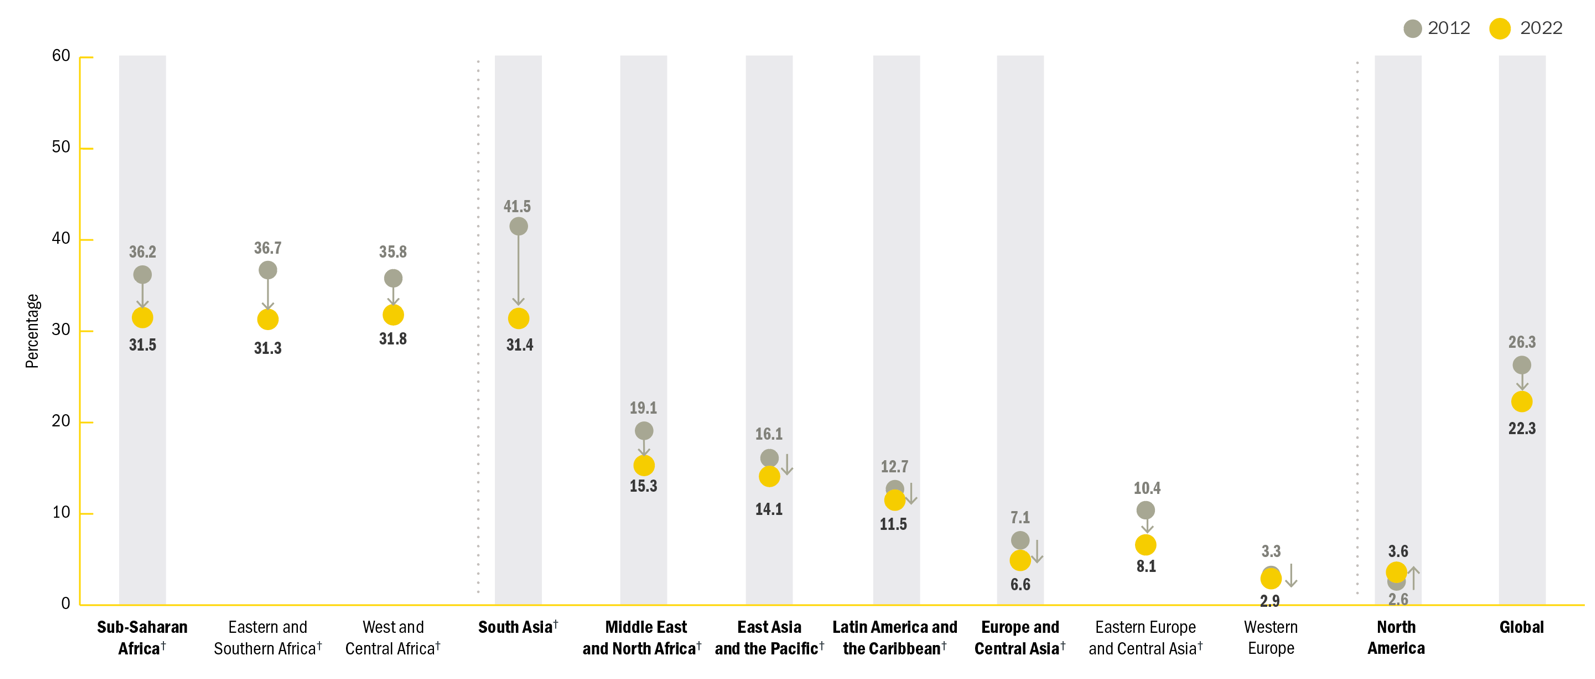 2012 2022
60
50
40
30
20
10
0
Percentage
36.2
31.5
36.7
31.3
35.8
31.8
41.5
31.4
19.1
15.3
16.1
14.1
12.7
11.5
7.1
6.6
10.4
8.1
3.3
2.9
3.6
2.6
26.3
22.3
Sub-Saharan
Africa†
Eastern and
Southern Africa†
West and
Central Africa†
South Asia†
Middle East
and North Africa†
East Asia
and the Pacific†
Latin America and
the Caribbean†
Europe and
Central Asia†
Eastern Europe
and Central Asia†
Western
Europe
North
America
Global